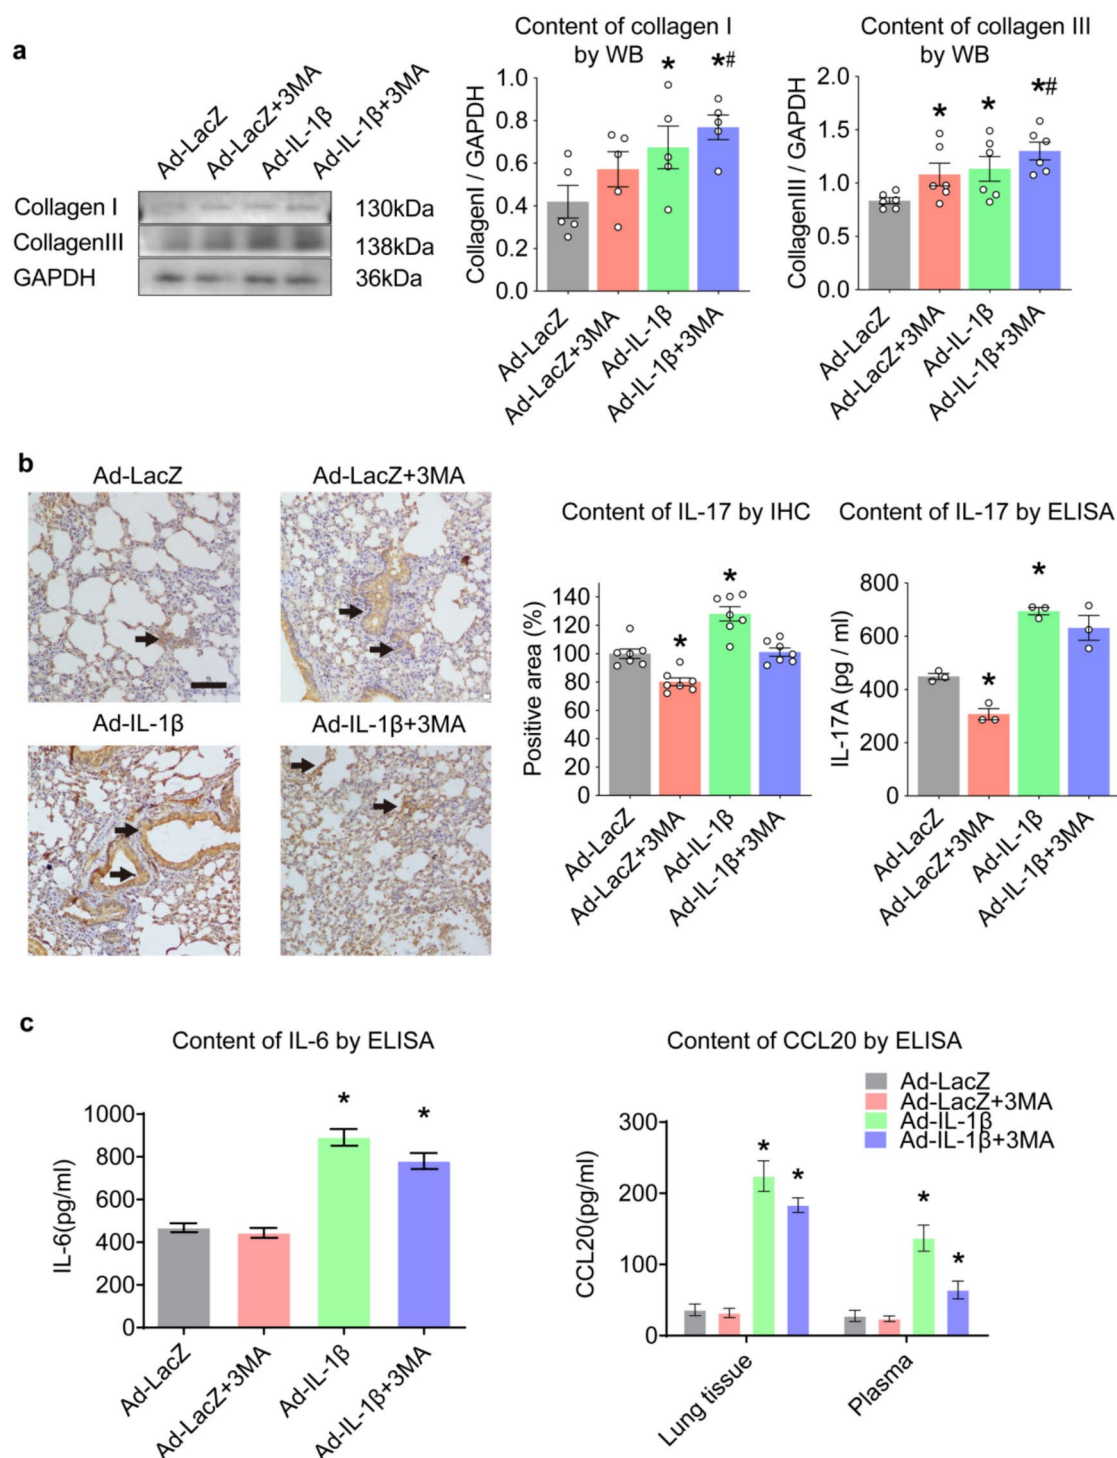 a
Ad-LacZ
Ad-LacZ+3MA
Ad-IL-1β
Ad-IL-1β+3MA
Collagen I
130kDa
CollagenIII
138kDa
GAPDH
36kDa
Content of collagen I
by WB
CollagenI / GAPDH
1.0
0.8
0.6
0.4
0.2
0.0
*
*#
Ad-LacZ
Ad-LacZ+3MA
Ad-IL-1β
Ad-IL-1β+3MA
Content of collagen III
by WB
CollagenIII / GAPDH
2.0
1.5
1.0
0.5
0.0
*
*
*#
Ad-LacZ
Ad-LacZ+3MA
Ad-IL-1β
Ad-IL-1β+3MA
b
Ad-LacZ
Ad-LacZ+3MA
Ad-IL-1β
Ad-IL-1β+3MA
Content of IL-17 by IHC
Positive area (%)
140
120
100
80
60
40
20
0
*
*
Ad-LacZ
Ad-LacZ+3MA
Ad-IL-1β
Ad-IL-1β+3MA
Content of IL-17 by ELISA
IL-17A (pg / ml)
800
600
400
200
0
*
*
Ad-LacZ
Ad-LacZ+3MA
Ad-IL-1β
Ad-IL-1β+3MA
c
Content of IL-6 by ELISA
IL-6(pg/ml)
1000
800
600
400
200
0
*
*
Ad-LacZ
Ad-LacZ+3MA
Ad-IL-1β
Ad-IL-1β+3MA
Content of CCL20 by ELISA
Ad-LacZ
Ad-LacZ+3MA
Ad-IL-1β
Ad-IL-1β+3MA
CCL20(pg/ml)
300
200
100
0
*
*
*
*
Lung tissue
Plasma